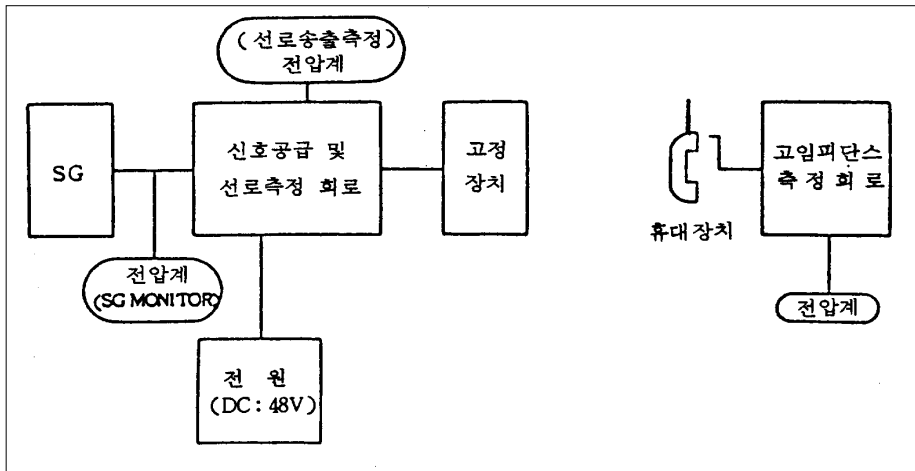 (선로송출측정)
전압계
SG
신호공급 및
선로측정 회로
고정
장치
고임피단스
측정회로
휴대장치
전압계
(SG MONITOR)
전압계
전 원
(DC : 48V)